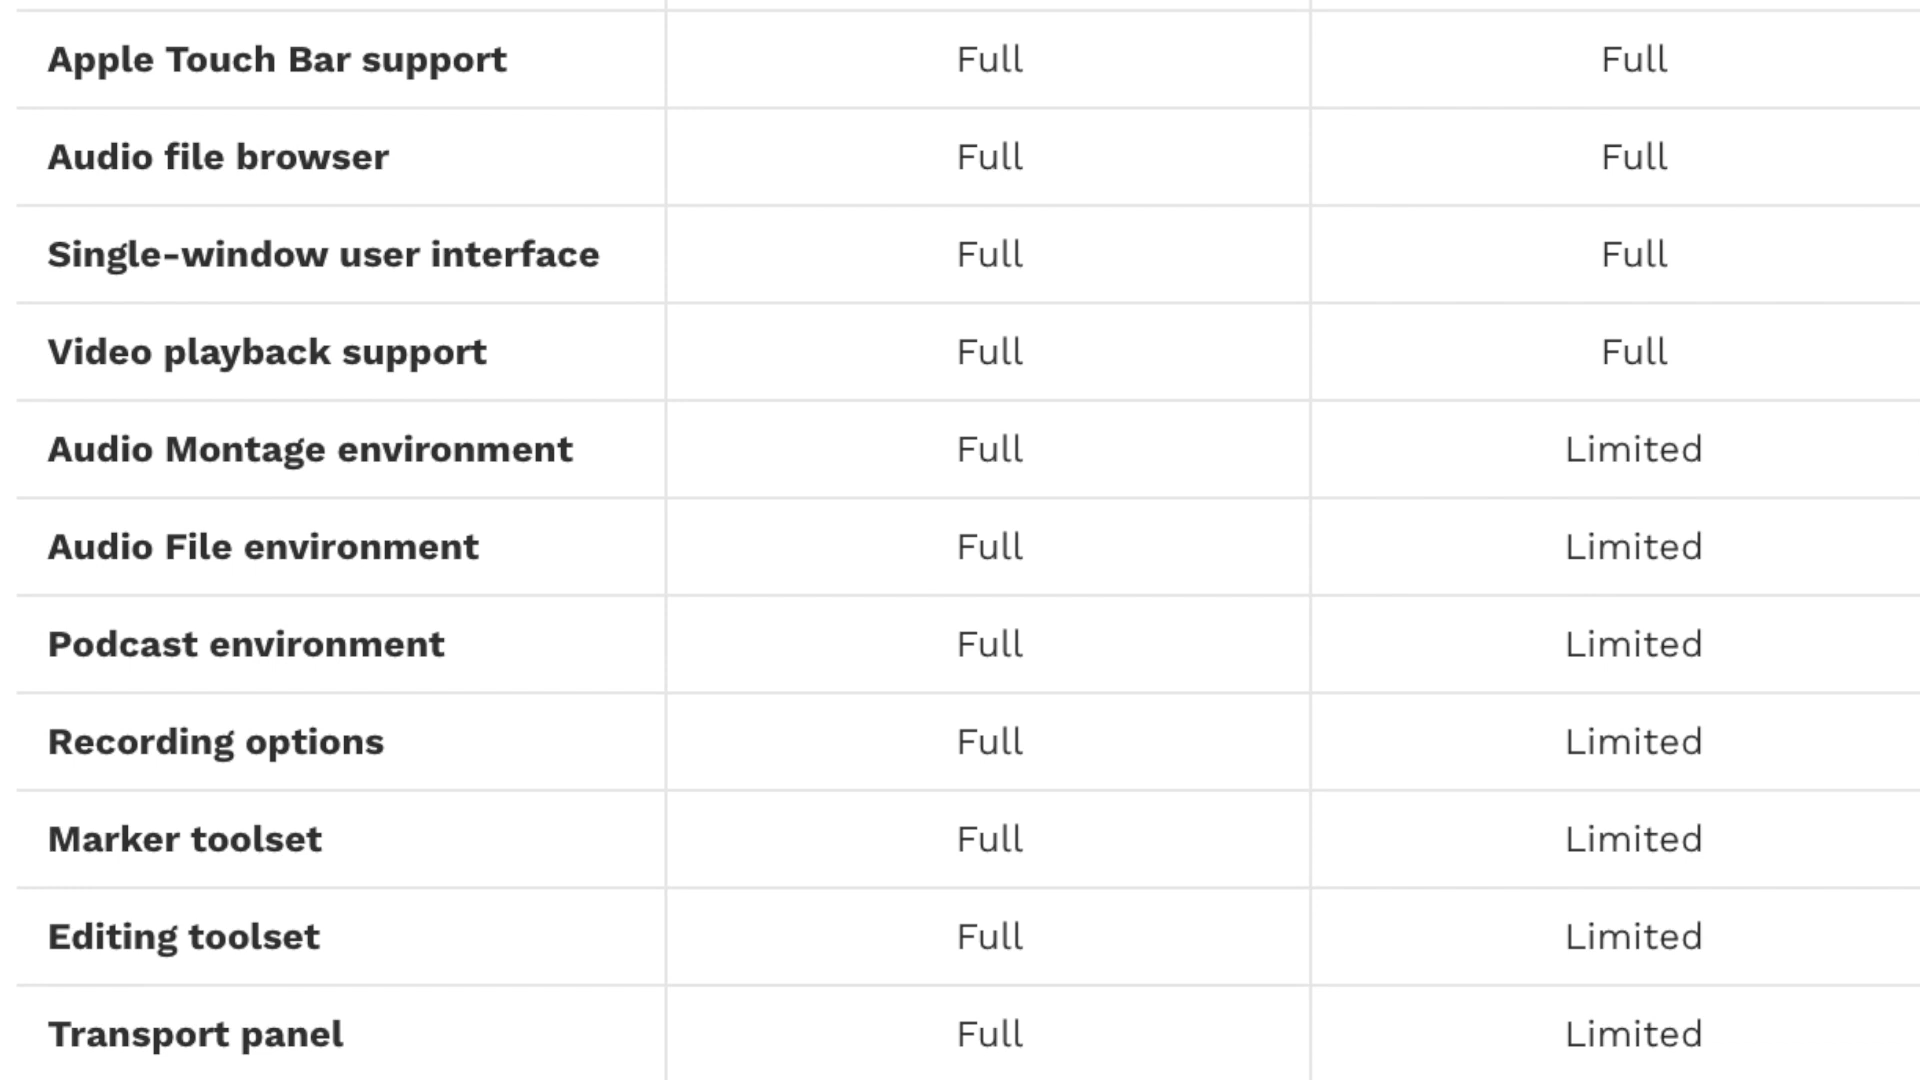 Apple Touch Bar support Full Full
Audio file browser Full Full
Single-window user interface Full Full
Video playback support Full Full
Audio Montage environment Full Limited
Audio File environment Full Limited
Podcast environment Full Limited
Recording options Full Limited
Marker toolset Full Limited
Editing toolset Full Limited
Transport panel Full Limited